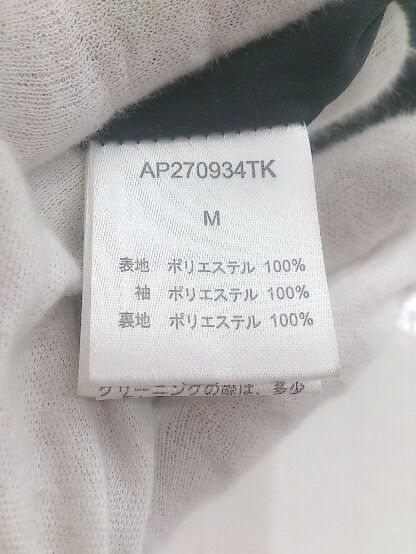 AP270934TK
M
表地 ポリエステル 100%
袖 ポリエステル 100%
裏地 ポリエステル 100%
クリーニングの際は、多少